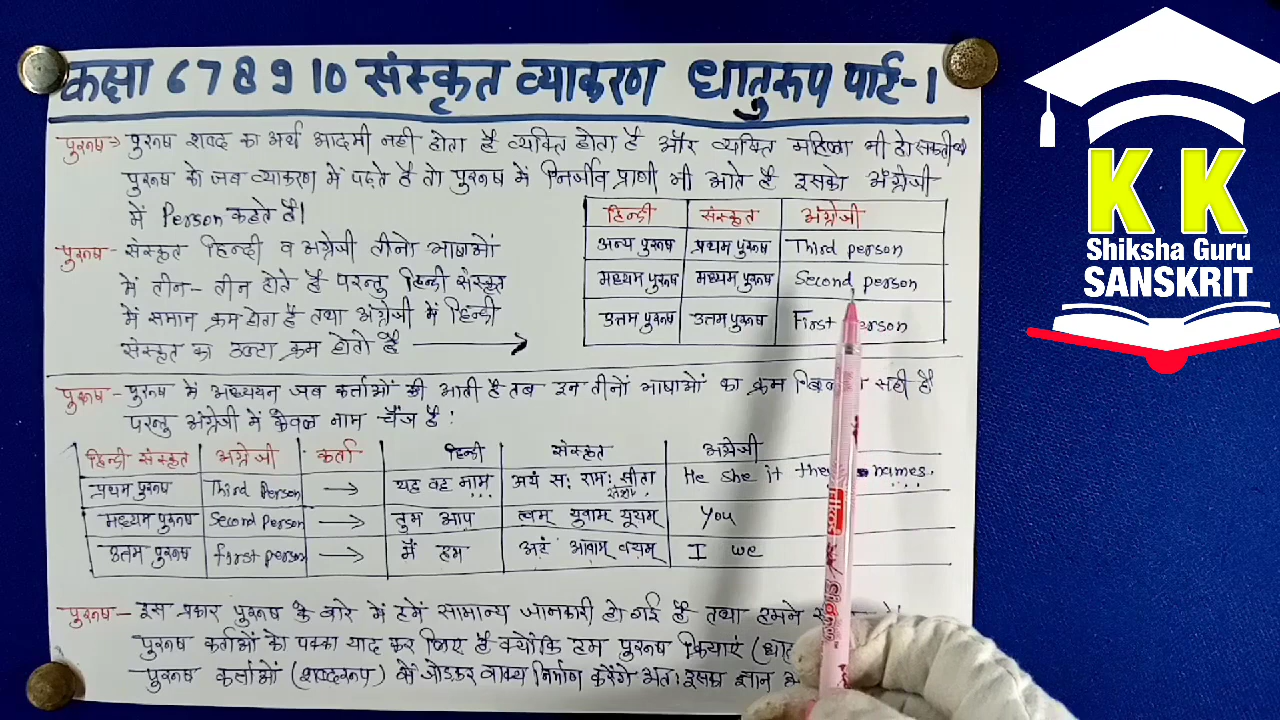 कक्षा 6 7 8 9 10 संस्कृत व्याकरण धातुरूप पार्ट-1
पुरुष → पुरुष शब्द का अर्थ आदमी नही होता है व्यक्ति होता है और व्यक्ति महिला भी हो सकती है
पुरुष को जब व्याकरण में पढ़ते है तो पुरुष में निर्जीव प्राणी भी आते है इसको अंग्रेजी
में Person कहते है।
पुरुष - संस्कृत हिन्दी व अंग्रेजी तीनो भाषाओं
में तीन - तीन होते है परन्तु हिन्दी संस्कृत
में समान क्रम होता है तथा अंग्रेजी में हिन्दी
संस्कृत का उल्टा क्रम होतो है →
हिन्दी संस्कृत अंग्रेजी
अन्य पुरुष प्रथम पुरुष Third person
मध्यम पुरुष मध्यम पुरुष Second person
उत्तम पुरुष उत्तम पुरुष First person
पुरुष - पुरुष में अध्ययन जब कर्ताओं की आती है तब इन तीनों भाषाओं का क्रम सही है।
परन्तु अंग्रेजी में केवल नाम चेंज है :
हिन्दी संस्कृत अंग्रेजी कर्ता हिन्दी संस्कृत अंग्रेजी
प्रथम पुरुष Third Person → यह वह नाम ... अयं सः रामः सीता He she it names.
मध्यम पुरुष Second Person → तुम आप त्वम् युवाम् यूयम् You
उत्तम पुरुष first person → मैं हम अहं आवाम् वयम् I we
पुरुष - इस प्रकार पुरुष के बारे में हमें सामान्य जानकारी हो गई है तथा हमने
पुरुष कर्ताओं को पक्का याद कर लिए है क्योंकि हम पुरुष क्रियाएं
पुरुष कर्ताओं (शब्दरूप) को जोड़कर वाक्य निर्माण करेंगे अतः इसका ज्ञान
K K
Shiksha Guru
SANSKRIT